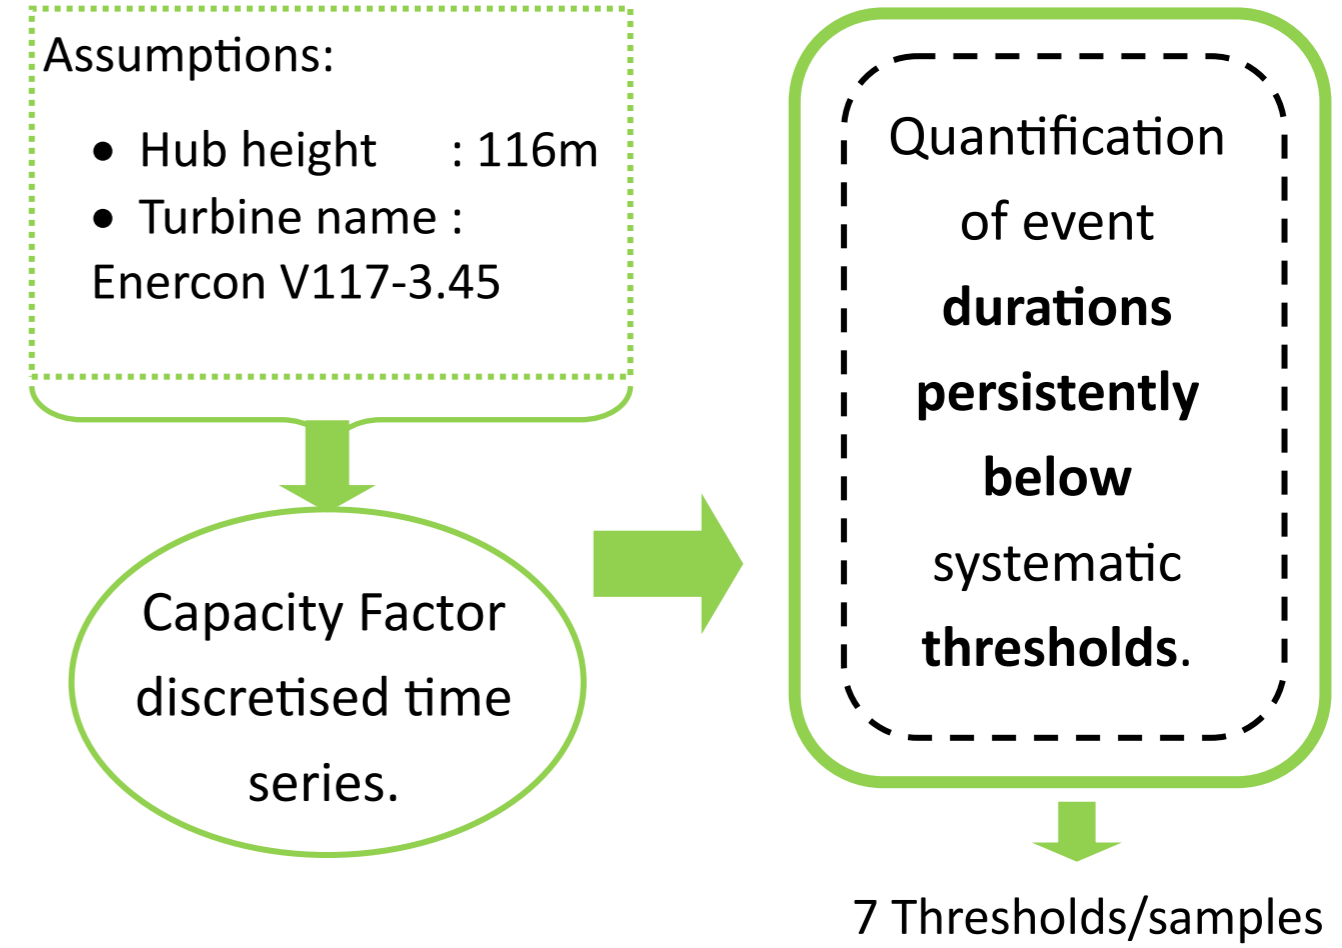 Assumptions:
• Hub height : 116m
• Turbine name :
Enercon V117-3.45
Capacity Factor
discretised time
series.
Quantification
of event
durations
persistently
below
systematic
thresholds.
7 Thresholds/samples